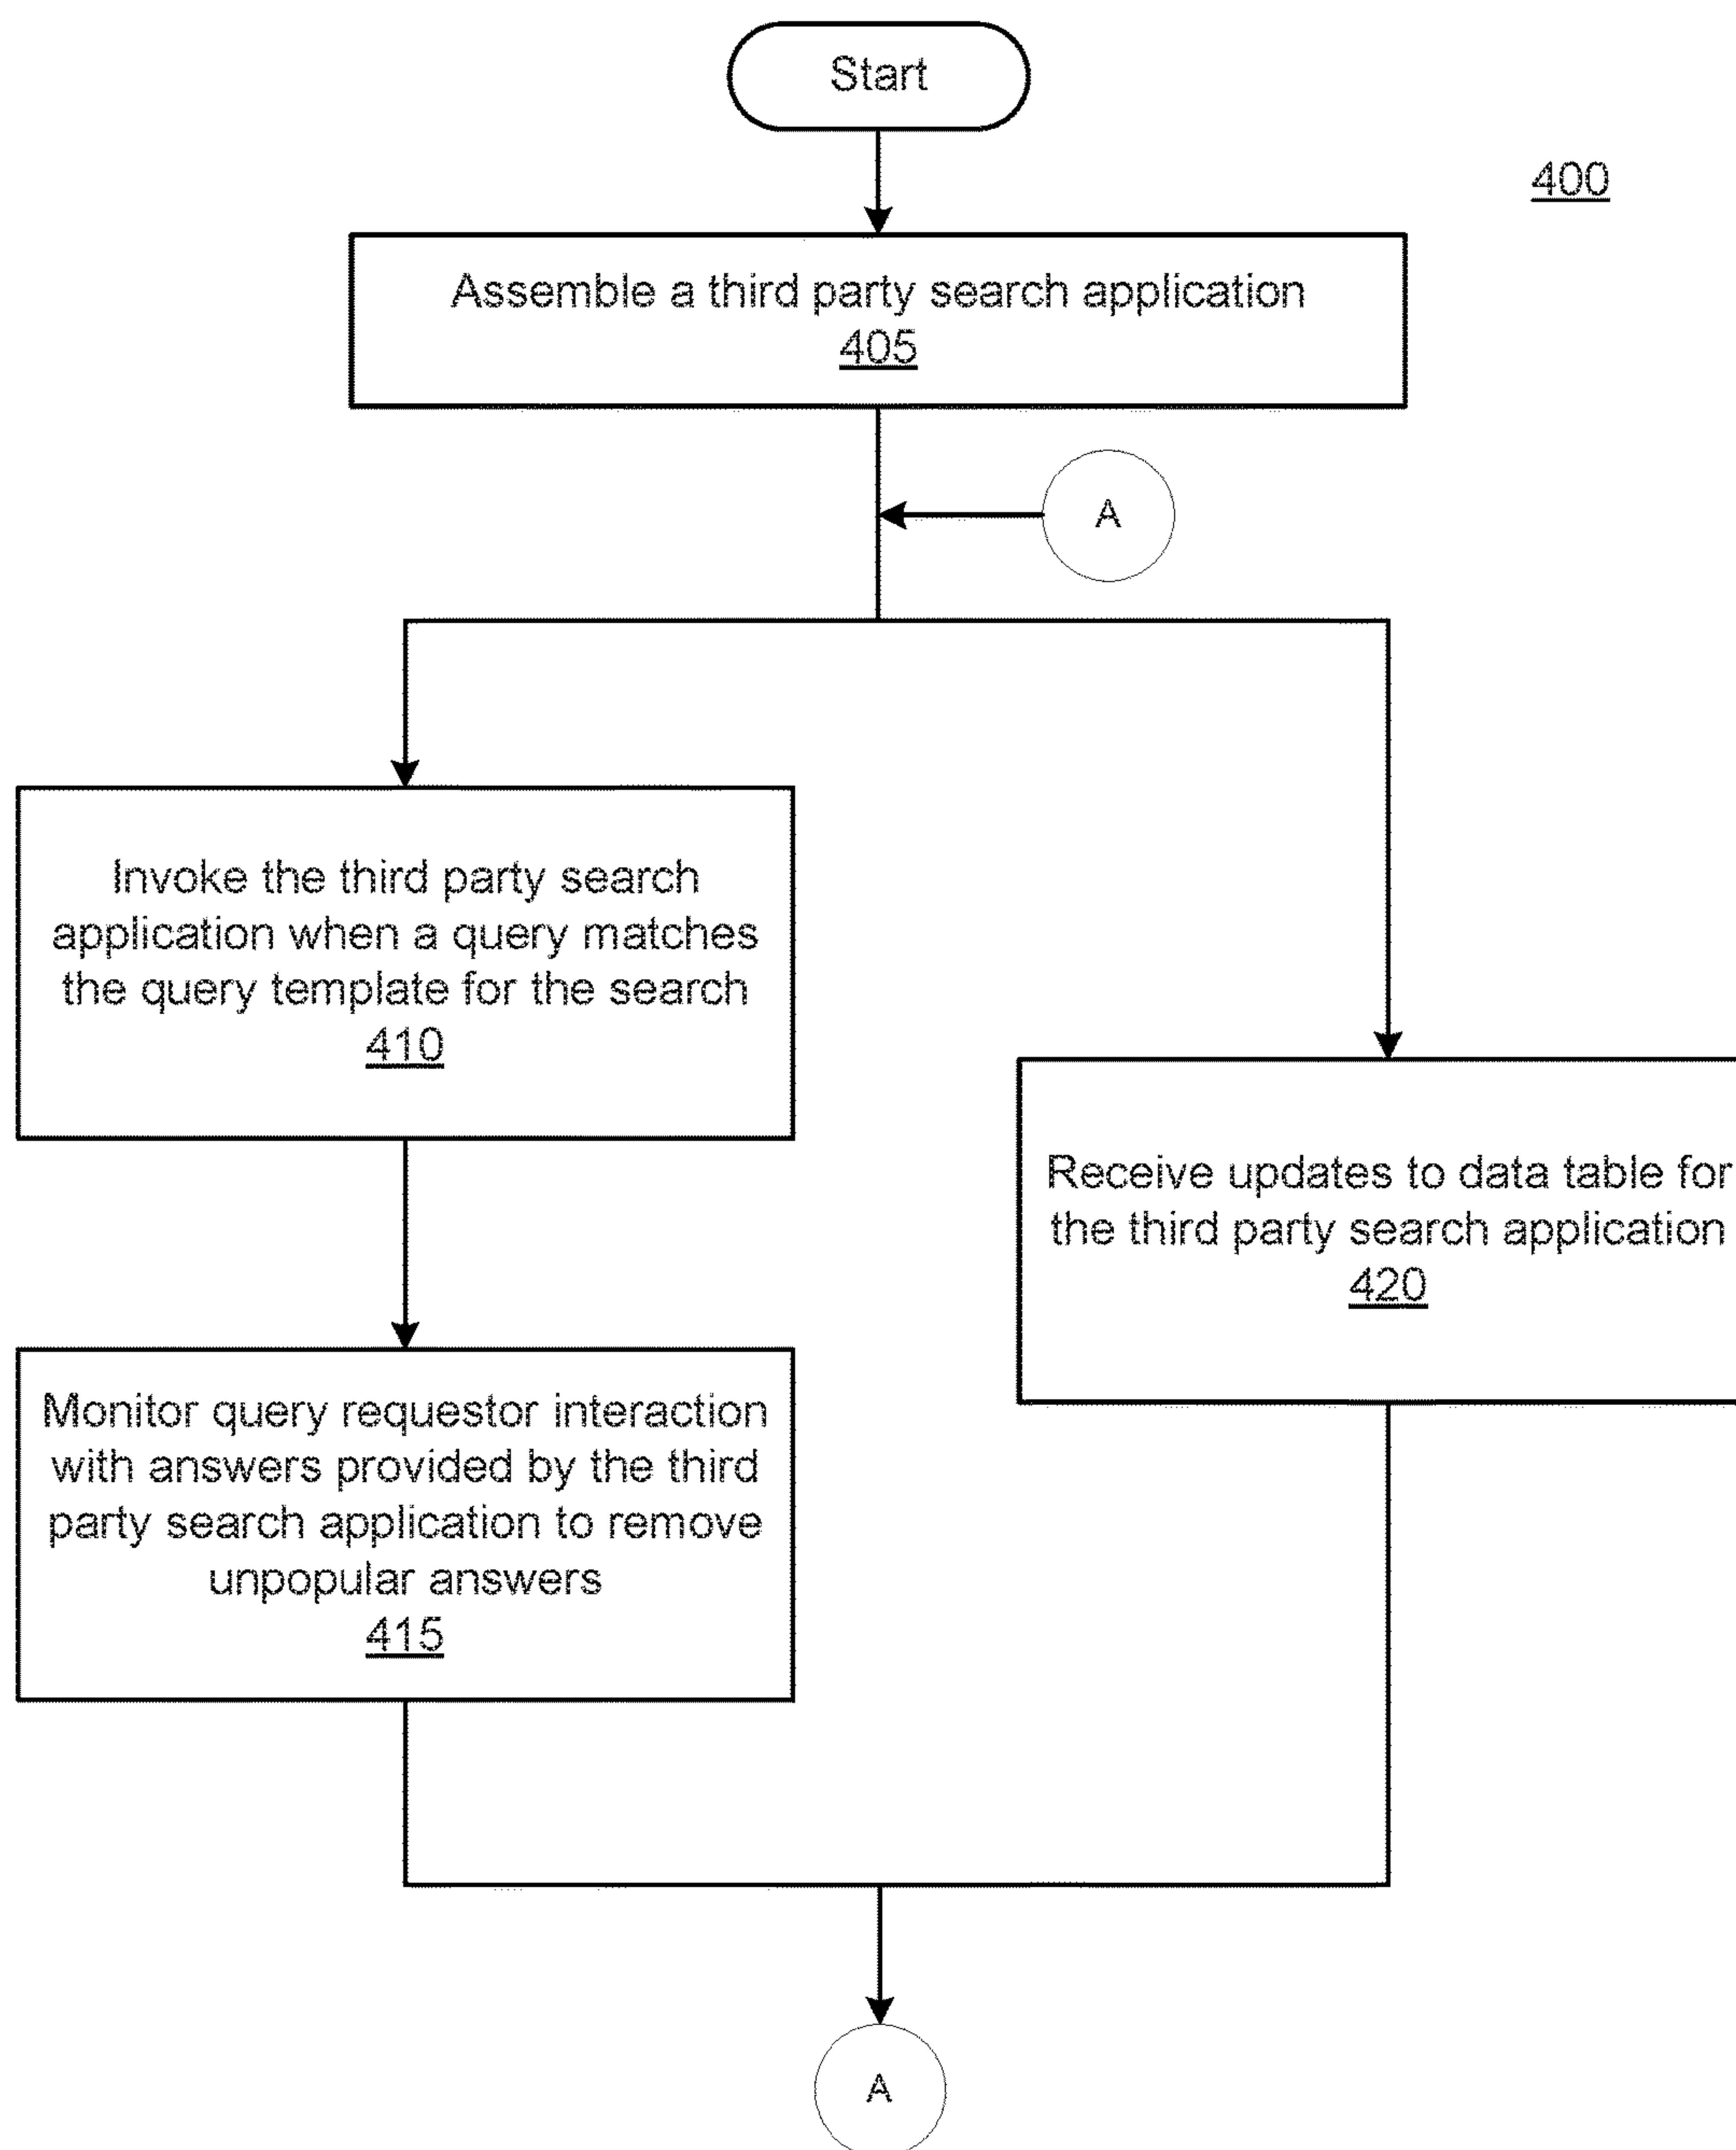 Start
400
Assemble a third party search application
405
A
Invoke the third party search
application when a query matches
the query template for the search
410
Receive updates to data table for
the third party search application
420
Monitor query requestor interaction
with answers provided by the third
party search application to remove
unpopular answers
415
A